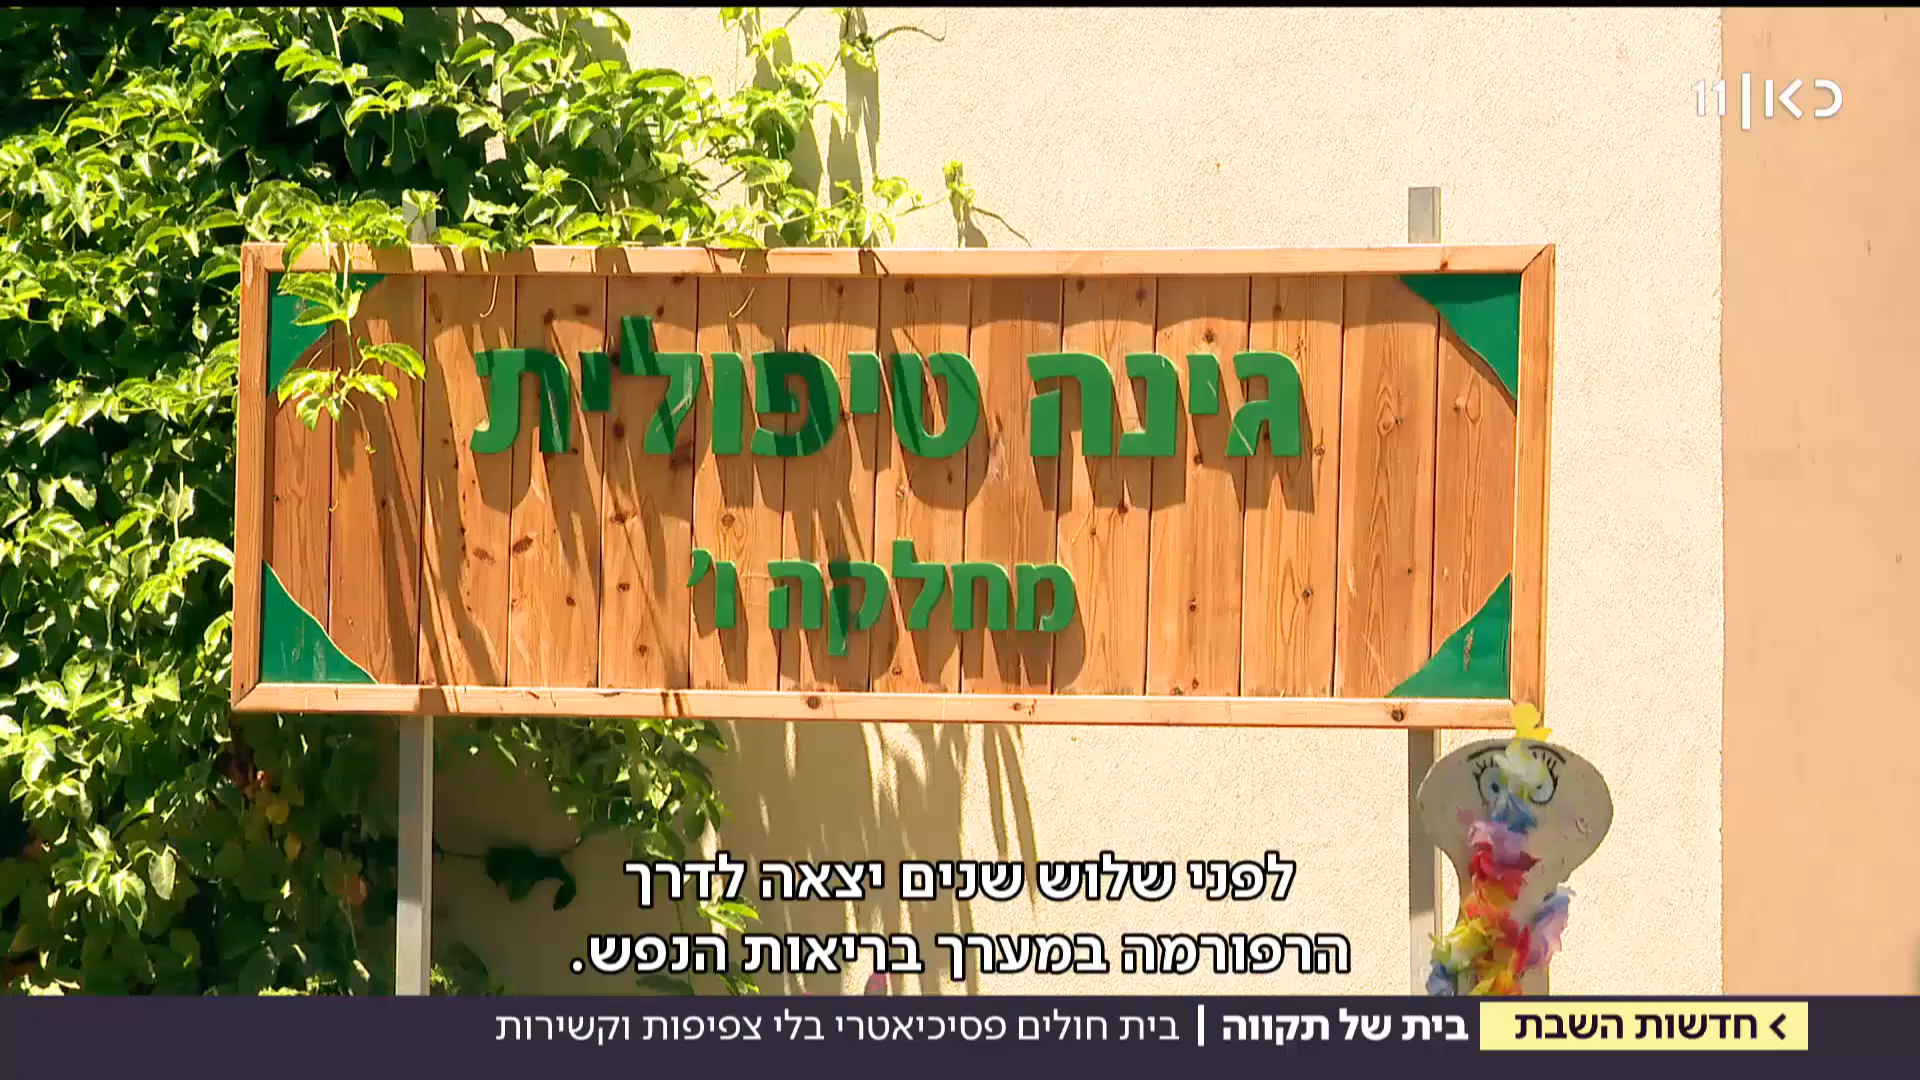 כאן|11
גינה טיפולית
מחלקה ו'
לפני שלוש שנים יצאה לדרך
הרפורמה במערך בריאות הנפש.
חדשות השבת
בית של תקווה | בית חולים פסיכיאטרי בלי צפיפות וקשירות